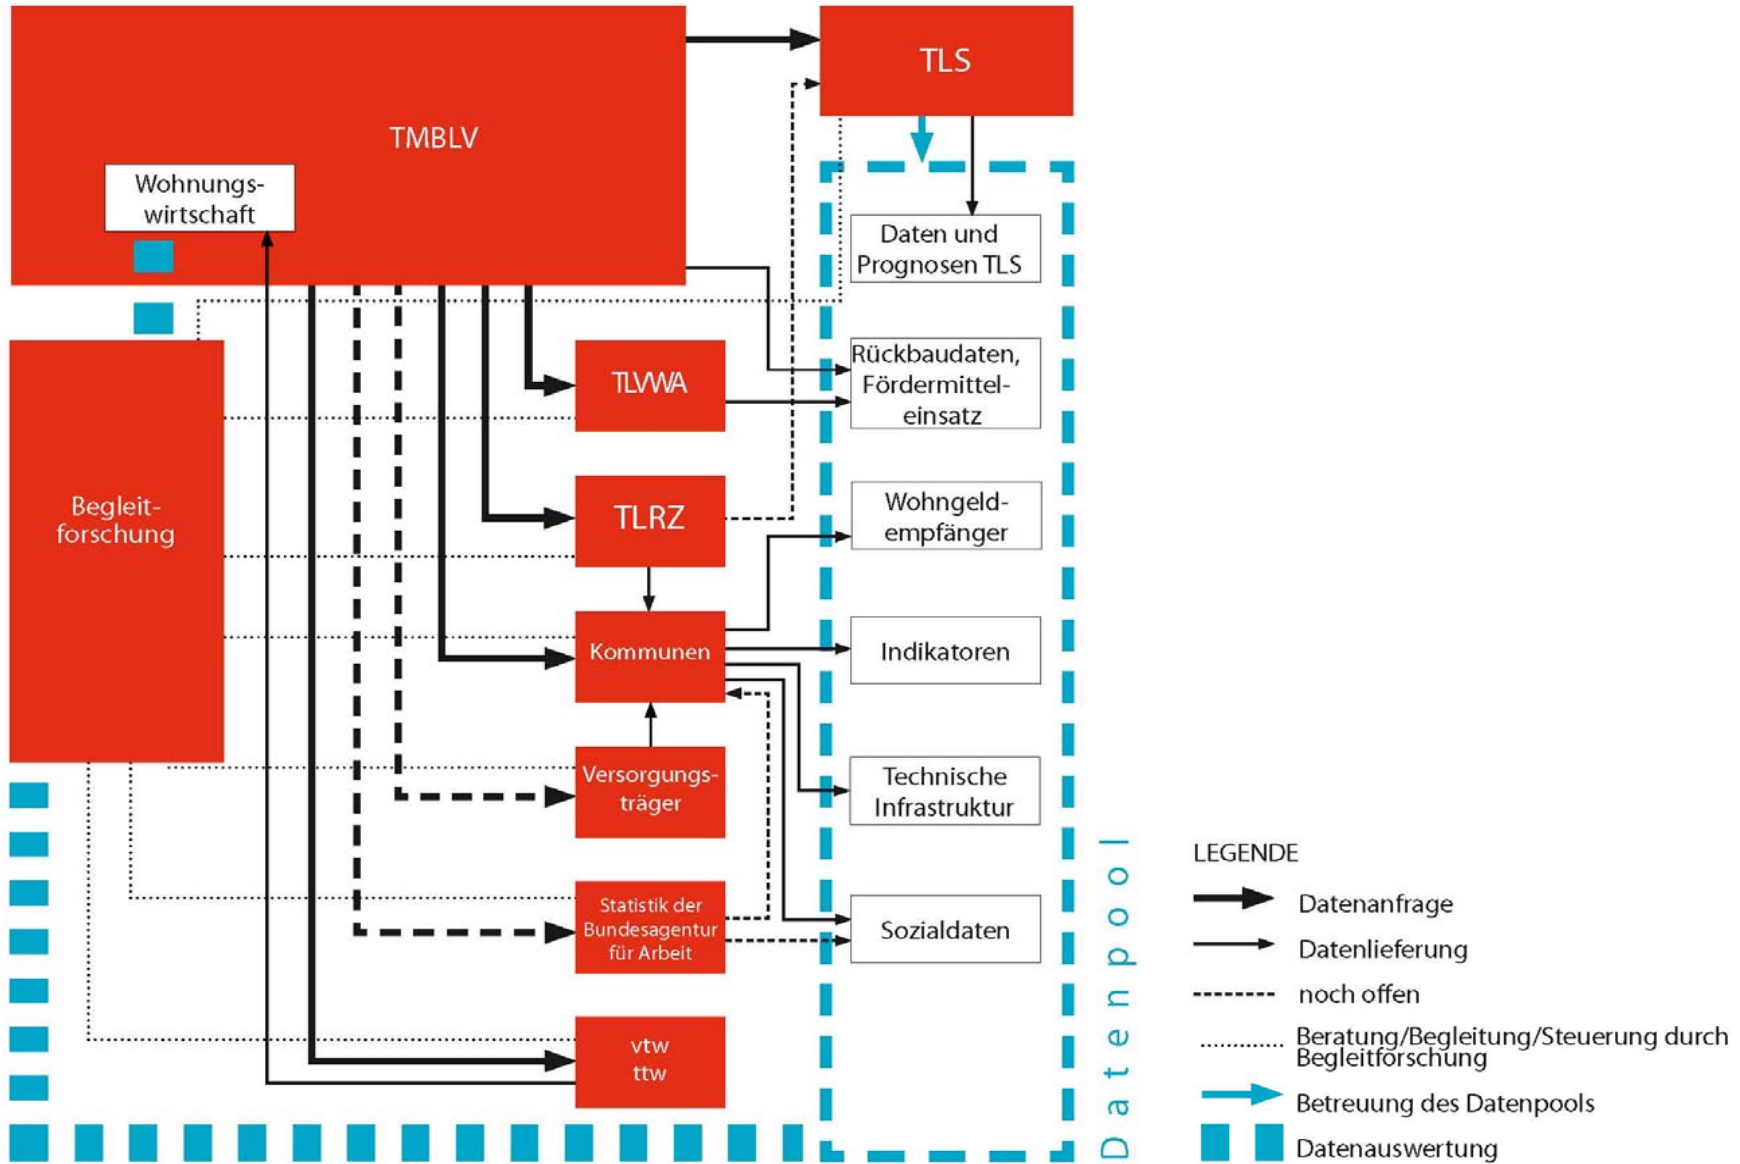 TMBLV
TLS
Wohnungs-
wirtschaft
Daten und
Prognosen TLS
TLVWA
Rückbaudaten,
Fördermittel-
einsatz
Begleit-
forschung
TLRZ
Wohngeld-
empfänger
Kommunen
Indikatoren
Versorgungs-
träger
Technische
Infrastruktur
Statistik der
Bundesagentur
für Arbeit
Sozialdaten
vtw
ttw
Datenpool
LEGENDE
Datenanfrage
Datenlieferung
noch offen
Beratung/Begleitung/Steuerung durch
Begleitforschung
Betreuung des Datenpools
Datenauswertung